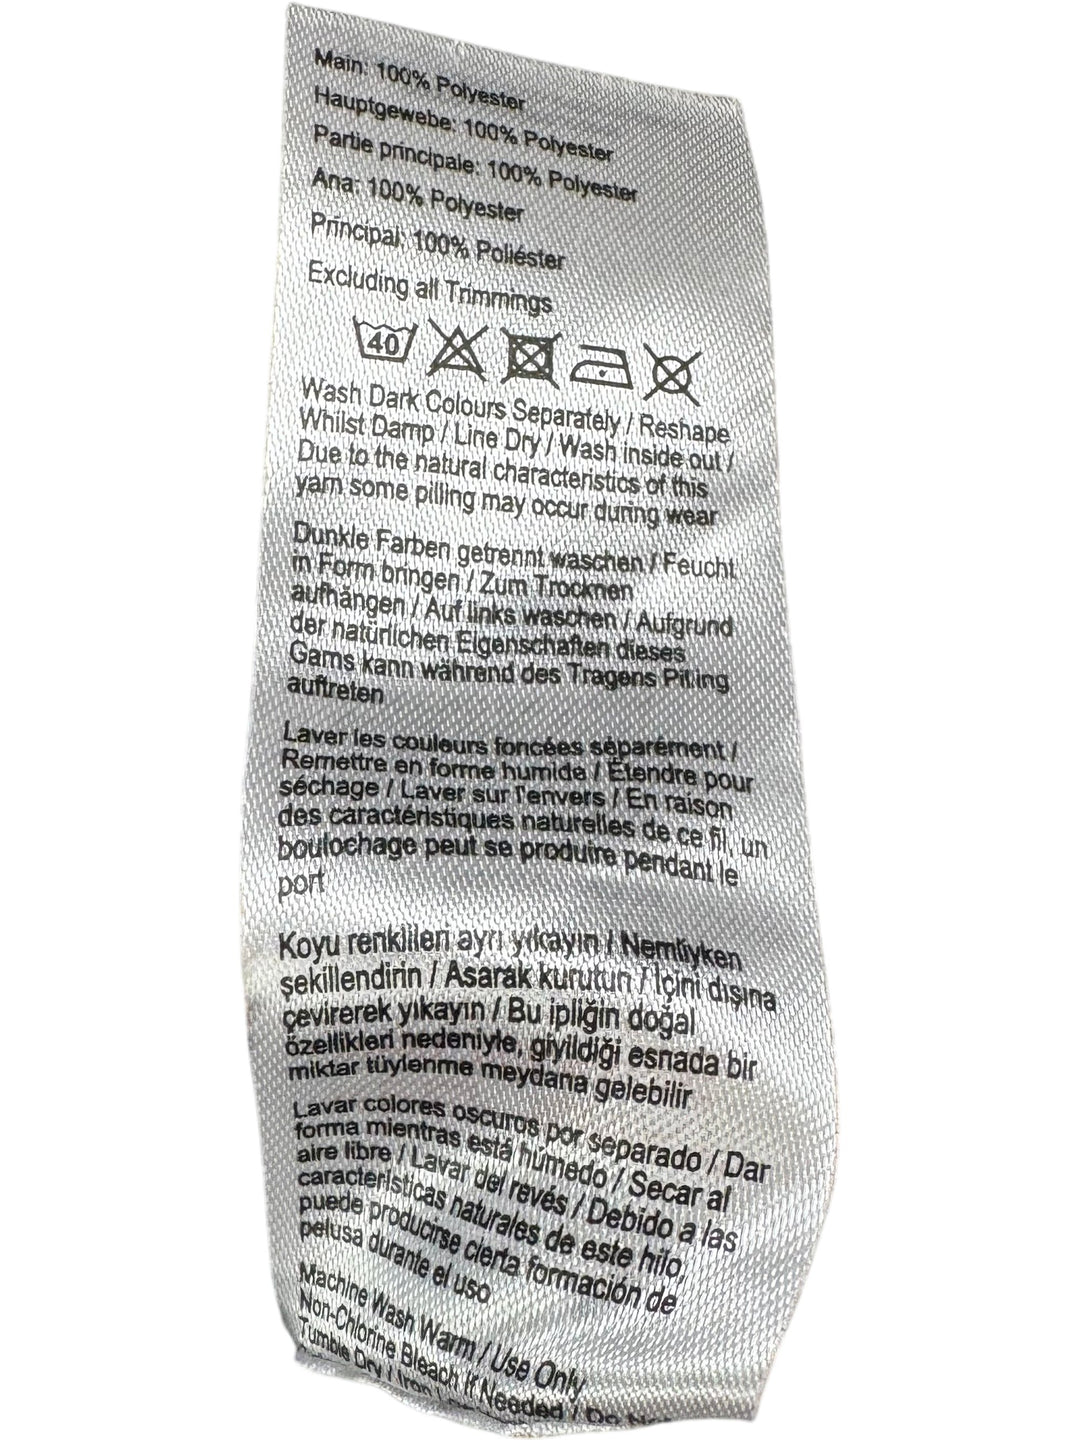 Main: 100% Polyester
Hauptgewebe: 100% Polyester
Partie principale: 100% Polyester
Ana: 100% Polyester
Principal: 100% Poliéster
Excluding all Trimmings
40
Wash Dark Colours Separately / Reshape
Whilst Damp / Line Dry / Wash inside out /
Due to the natural characteristics of this
yarn some pilling may occur during wear
Dunkle Farben getrennt waschen / Feucht
in Form bringen / Zum Trocknen
aufhängen / Auf links waschen / Aufgrund
der natürlichen Eigenschaften dieses
Garns kann während des Tragens Pilling
auftreten
Laver les couleurs foncées séparément /
Remettre en forme humide / Étendre pour
séchage / Laver sur l'envers / En raison
des caractéristiques naturelles de ce fil, un
boulochage peut se produire pendant le
port
Koyu renklileri ayrı yıkayın / Nemliyken
şekillendirin / Asarak kurutun / İçini dışına
çevirerek yıkayın / Bu ipliğin doğal
özellikleri nedeniyle, giyildiği esnada bir
miktar tüylenme meydana gelebilir
Lavar colores oscuros por separado / Dar
forma mientras está húmedo / Secar al
aire libre / Lavar del revés / Debido a las
características naturales de este hilo,
puede producirse cierta formación de
pelusa durante el uso
Machine Wash Warm / Use Only
Non-Chlorine Bleach If Needed / Do Not
Tumble Dry / Iron